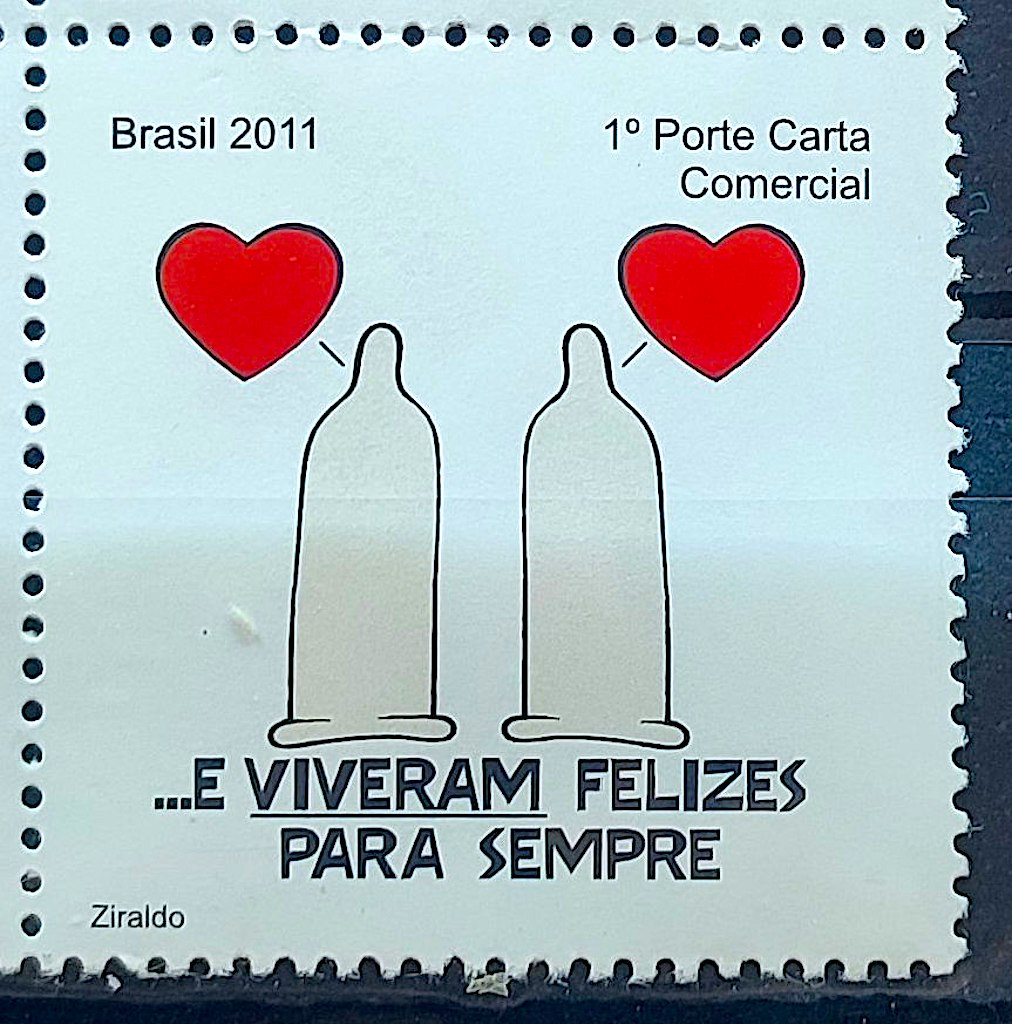 Brasil 2011
1º Porte Carta
Comercial
...E VIVERAM FELIZES
PARA SEMPRE
Ziraldo